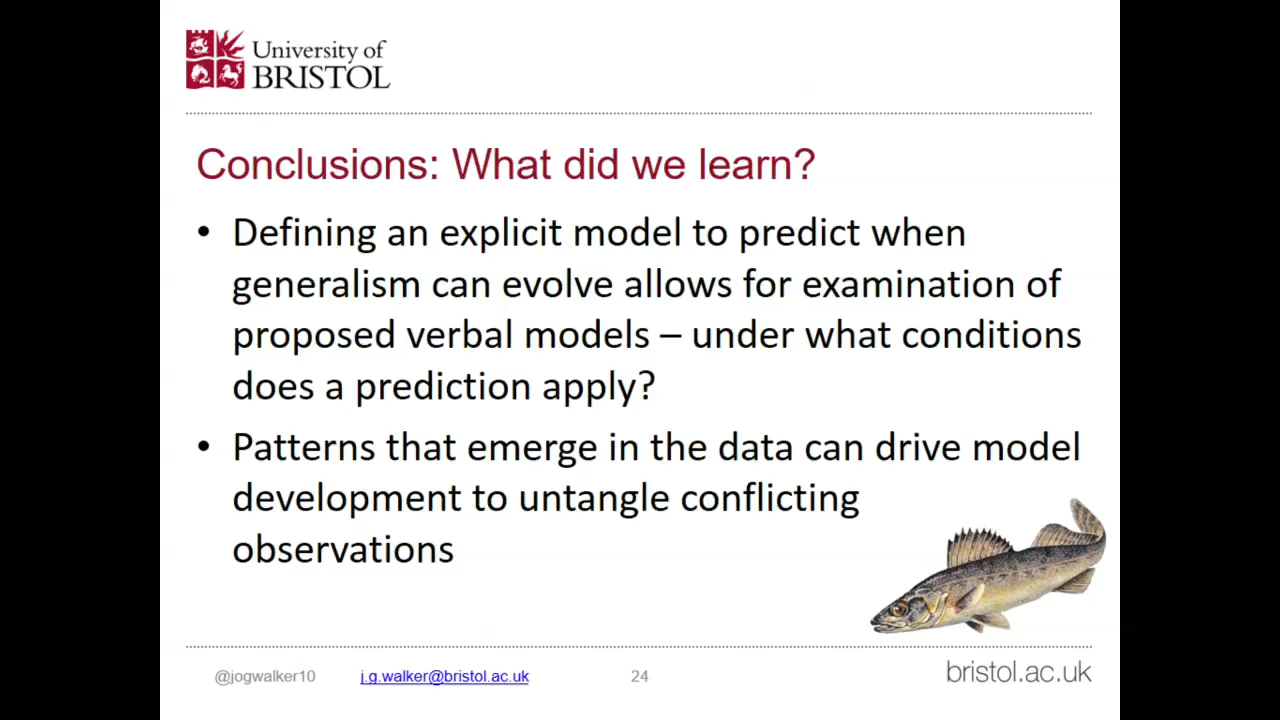 University of
BRISTOL
Conclusions: What did we learn?
• Defining an explicit model to predict when
generalism can evolve allows for examination of
proposed verbal models – under what conditions
does a prediction apply?
• Patterns that emerge in the data can drive model
development to untangle conflicting
observations
@jogwalker10 j.g.walker@bristol.ac.uk 24 bristol.ac.uk